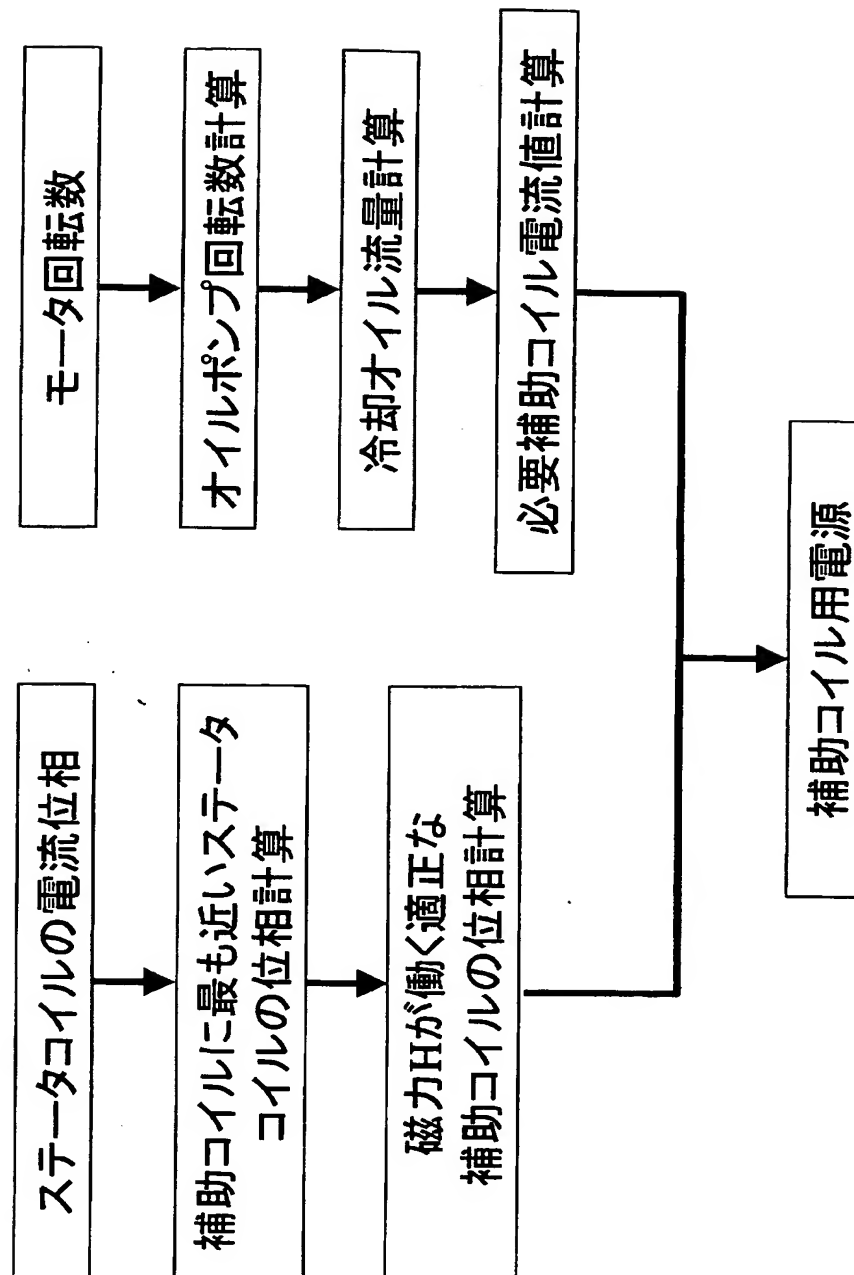 ステータコイルの電流位相
補助コイルに最も近いステータ
コイルの位相計算
磁力Hが働く適正な
補助コイルの位相計算
モータ回転数
オイルポンプ回転数計算
冷却オイル流量計算
必要補助コイル電流値計算
補助コイル用電源